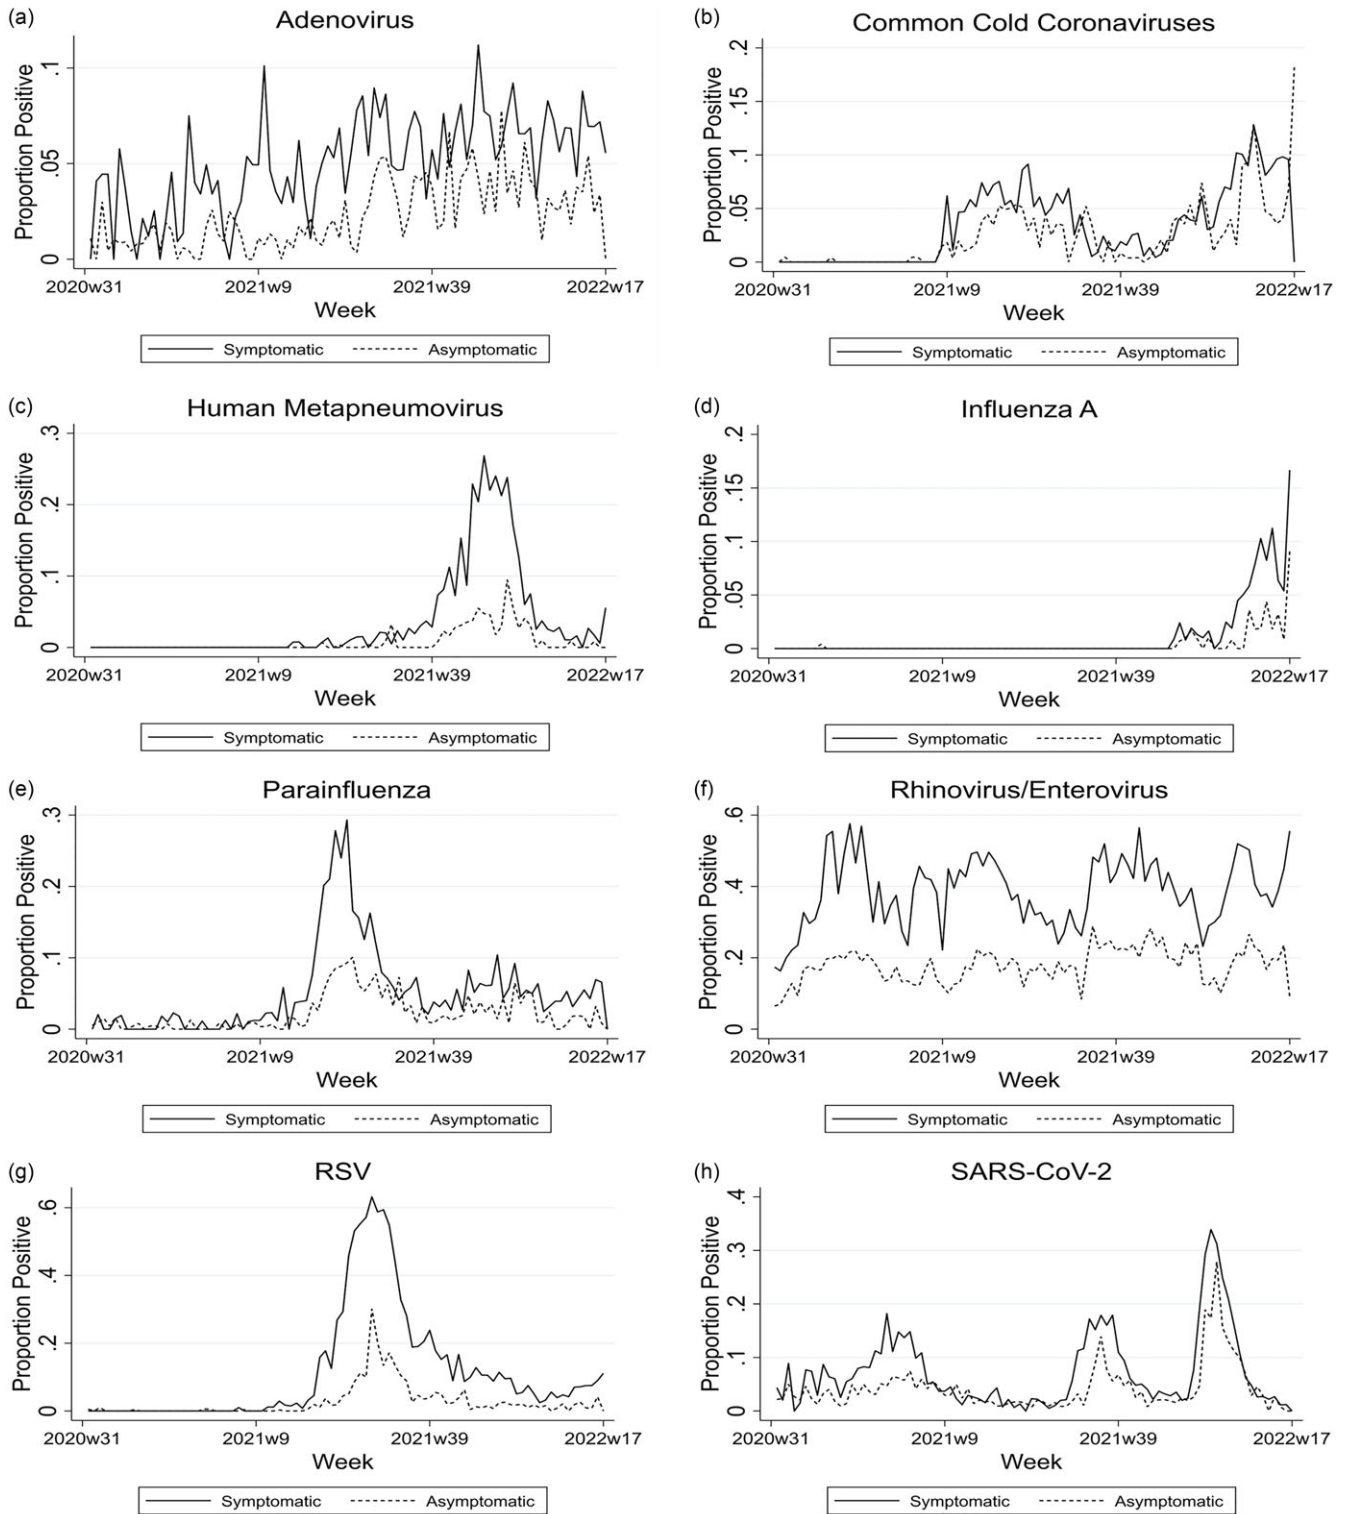 (a) Adenovirus
Proportion Positive
0 .05 .1
2020w31 2021w9 2021w39 2022w17
Week
Symptomatic Asymptomatic
(b) Common Cold Coronaviruses
Proportion Positive
0 .05 .1 .15 .2
2020w31 2021w9 2021w39 2022w17
Week
Symptomatic Asymptomatic
(c) Human Metapneumovirus
Proportion Positive
0 .1 .2 .3
2020w31 2021w9 2021w39 2022w17
Week
Symptomatic Asymptomatic
(d) Influenza A
Proportion Positive
0 .05 .1 .15 .2
2020w31 2021w9 2021w39 2022w17
Week
Symptomatic Asymptomatic
(e) Parainfluenza
Proportion Positive
0 .1 .2 .3
2020w31 2021w9 2021w39 2022w17
Week
Symptomatic Asymptomatic
(f) Rhinovirus/Enterovirus
Proportion Positive
0 .2 .4 .6
2020w31 2021w9 2021w39 2022w17
Week
Symptomatic Asymptomatic
(g) RSV
Proportion Positive
0 .2 .4 .6
2020w31 2021w9 2021w39 2022w17
Week
Symptomatic Asymptomatic
(h) SARS-CoV-2
Proportion Positive
0 .1 .2 .3 .4
2020w31 2021w9 2021w39 2022w17
Week
Symptomatic Asymptomatic